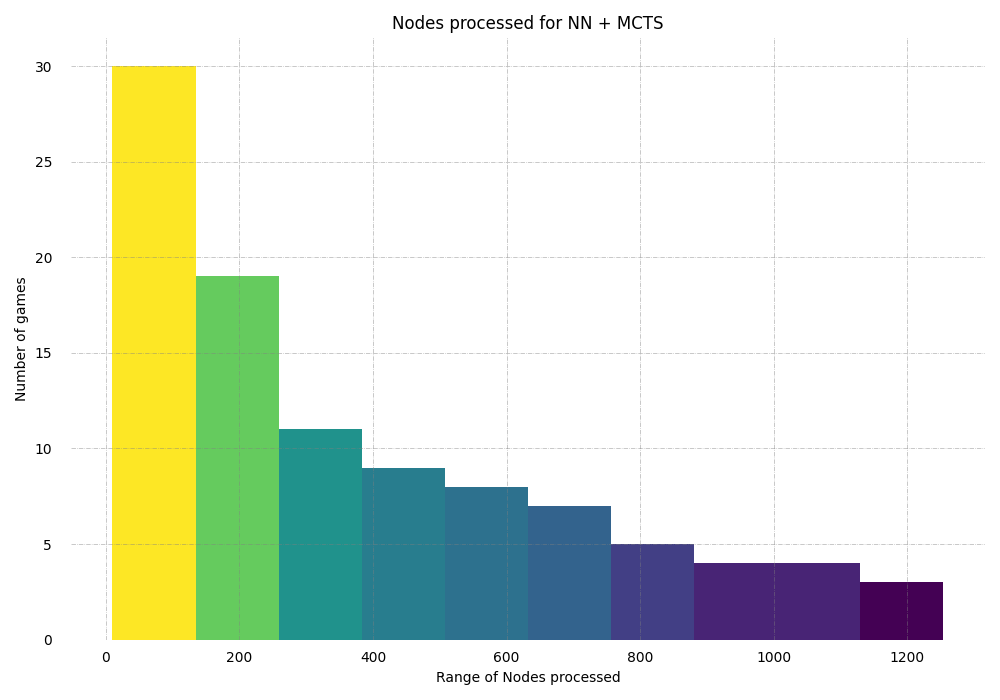 Nodes processed for NN + MCTS
30
25
20
15
10
5
0
Number of games
0 200 400 600 800 1000 1200
Range of Nodes processed